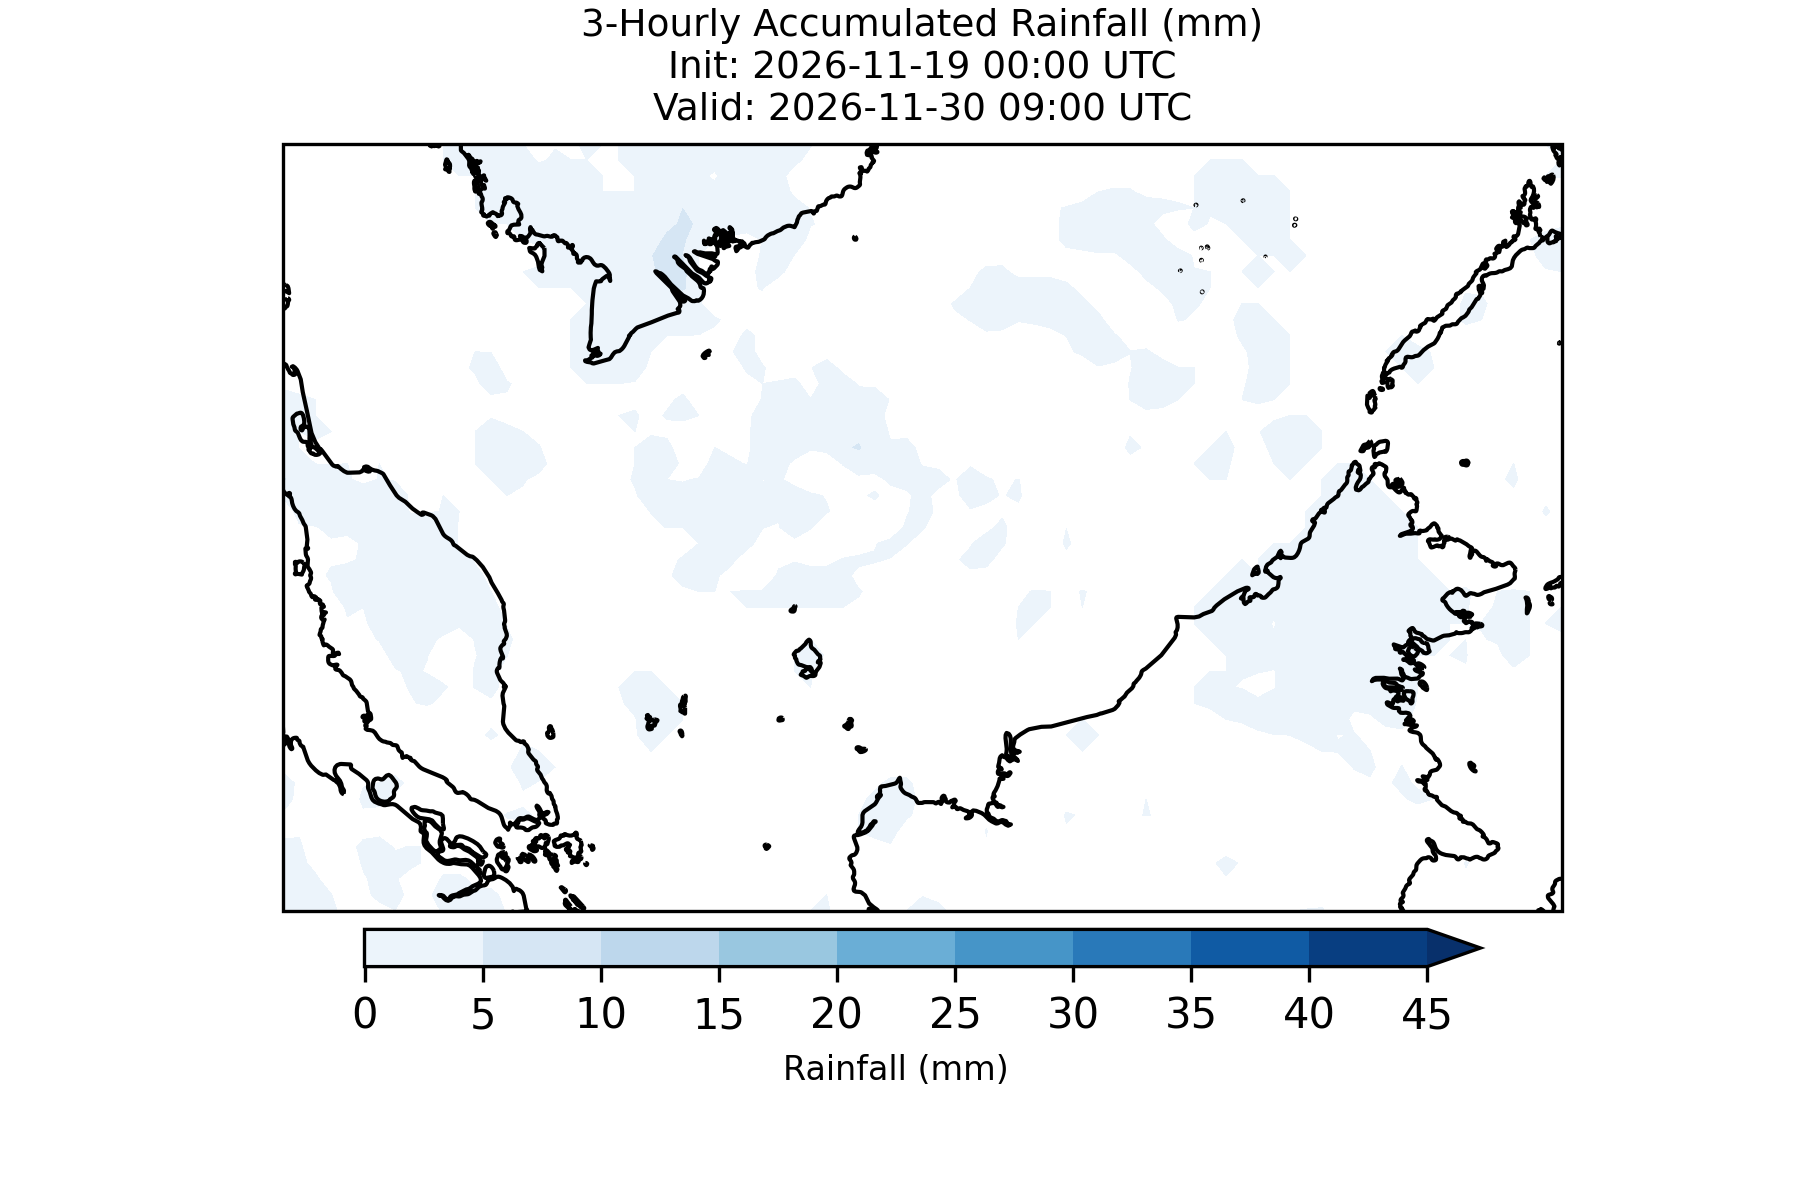 3-Hourly Accumulated Rainfall (mm)
Init: 2026-11-19 00:00 UTC
Valid: 2026-11-30 09:00 UTC
0 5 10 15 20 25 30 35 40 45
Rainfall (mm)